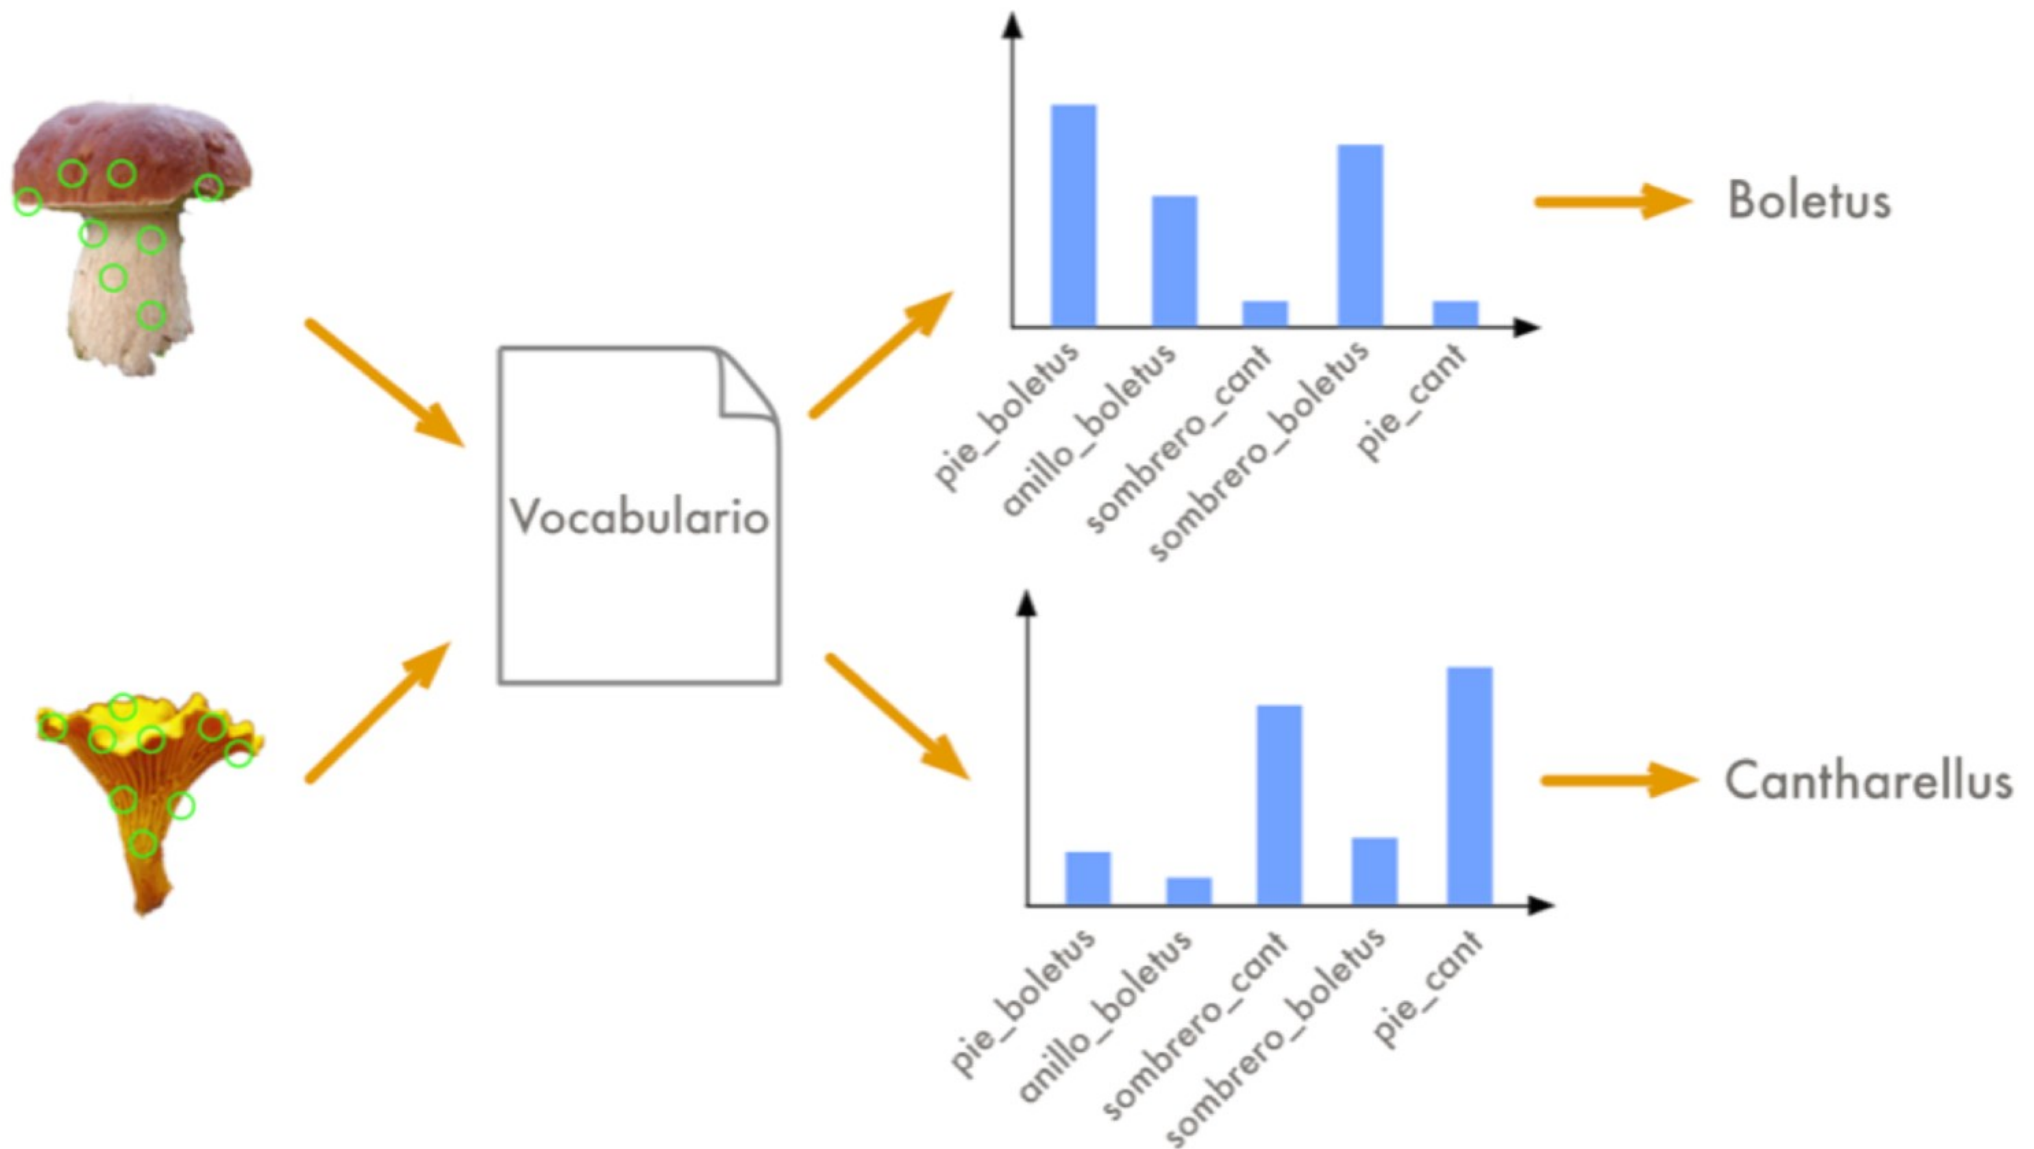 Vocabulario
pie_boletus
anillo_boletus
sombrero_cant
sombrero_boletus
pie_cant
Boletus
pie_boletus
anillo_boletus
sombrero_cant
sombrero_boletus
pie_cant
Cantharellus